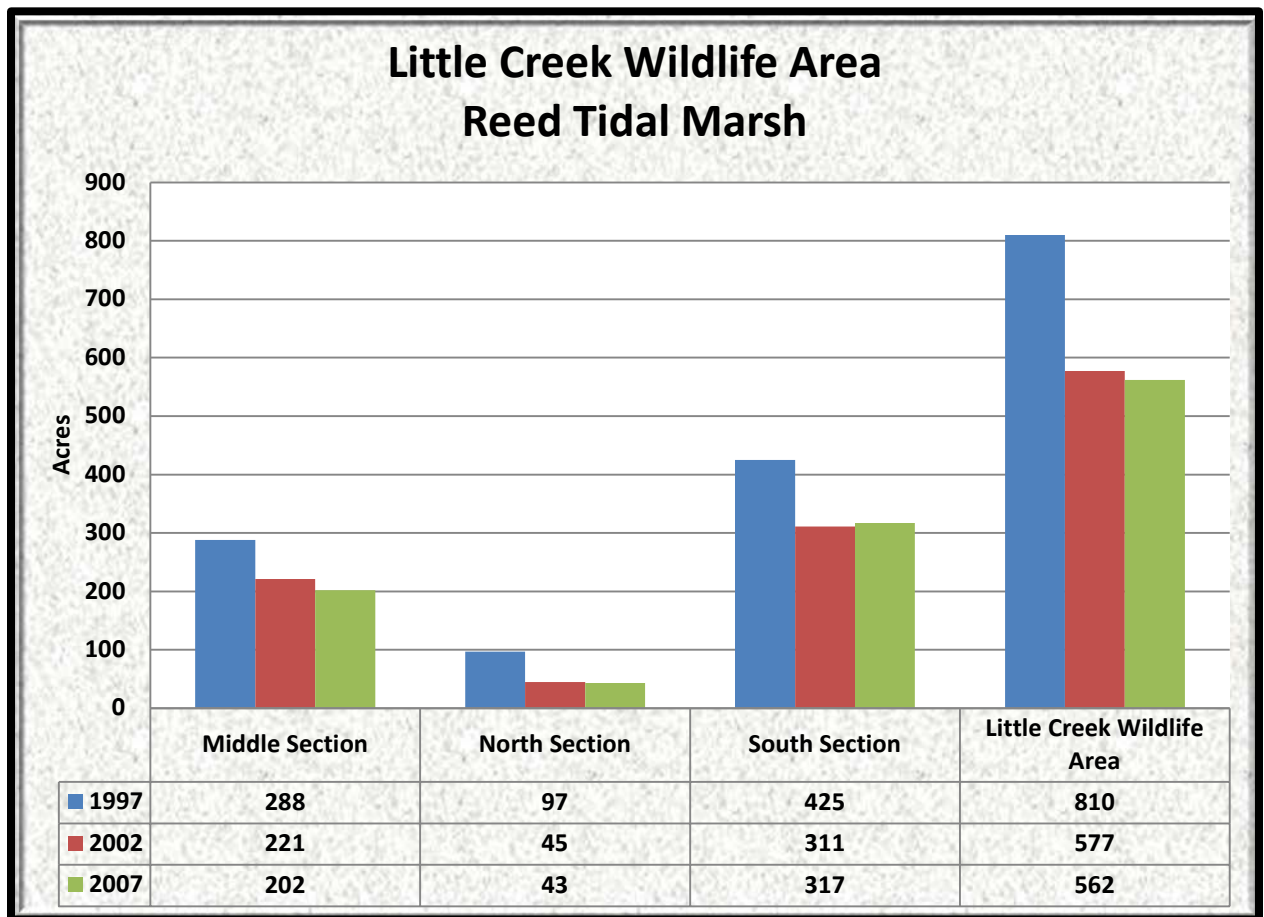 Little Creek Wildlife Area
Reed Tidal Marsh
Acres
900
800
700
600
500
400
300
200
100
0
Middle Section North Section South Section Little Creek Wildlife
Area
1997 288 97 425 810
2002 221 45 311 577
2007 202 43 317 562